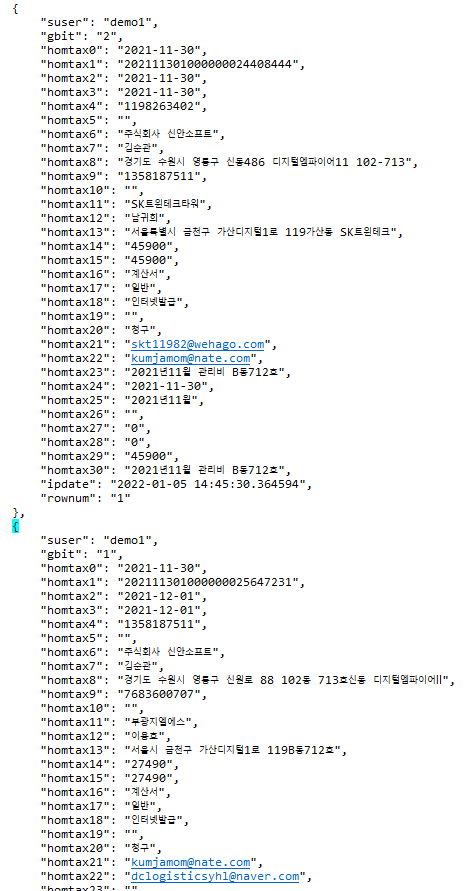 {
"suser": "demo1",
"gbit": "2",
"homtax0": "2021-11-30",
"homtax1": "202111301000000024408444",
"homtax2": "2021-11-30",
"homtax3": "2021-11-30",
"homtax4": "1198263402",
"homtax5": "",
"homtax6": "주식회사 신안소프트",
"homtax7": "김순관",
"homtax8": "경기도 수원시 영통구 신동486 디지털엠파이어11 102-713",
"homtax9": "1358187511",
"homtax10": "",
"homtax11": "SK트윈테크타워",
"homtax12": "남귀희",
"homtax13": "서울특별시 금천구 가산디지털1로 119가산동 SK트윈테크",
"homtax14": "45900",
"homtax15": "45900",
"homtax16": "계산서",
"homtax17": "일반",
"homtax18": "인터넷발급",
"homtax19": "",
"homtax20": "청구",
"homtax21": "skt11982@wehago.com",
"homtax22": "kumjamom@nate.com",
"homtax23": "2021년11월 관리비 B동712호",
"homtax24": "2021-11-30",
"homtax25": "2021년11월",
"homtax26": "",
"homtax27": "0",
"homtax28": "0",
"homtax29": "45900",
"homtax30": "2021년11월 관리비 B동712호",
"ipdate": "2022-01-05 14:45:30.364594",
"rownum": "1"
},
{
"suser": "demo1",
"gbit": "1",
"homtax0": "2021-11-30",
"homtax1": "202111301000000025647231",
"homtax2": "2021-12-01",
"homtax3": "2021-12-01",
"homtax4": "1358187511",
"homtax5": "",
"homtax6": "주식회사 신안소프트",
"homtax7": "김순관",
"homtax8": "경기도 수원시 영통구 신원로 88 102동 713호신동 디지털엠파이어Ⅱ",
"homtax9": "7683600707",
"homtax10": "",
"homtax11": "부광지엘에스",
"homtax12": "이용호",
"homtax13": "서울시 금천구 가산디지털1로 119B동712호",
"homtax14": "27490",
"homtax15": "27490",
"homtax16": "계산서",
"homtax17": "일반",
"homtax18": "인터넷발급",
"homtax19": "",
"homtax20": "청구",
"homtax21": "kumjamom@nate.com",
"homtax22": "dclogisticsyhl@naver.com",
"homtax23": ""